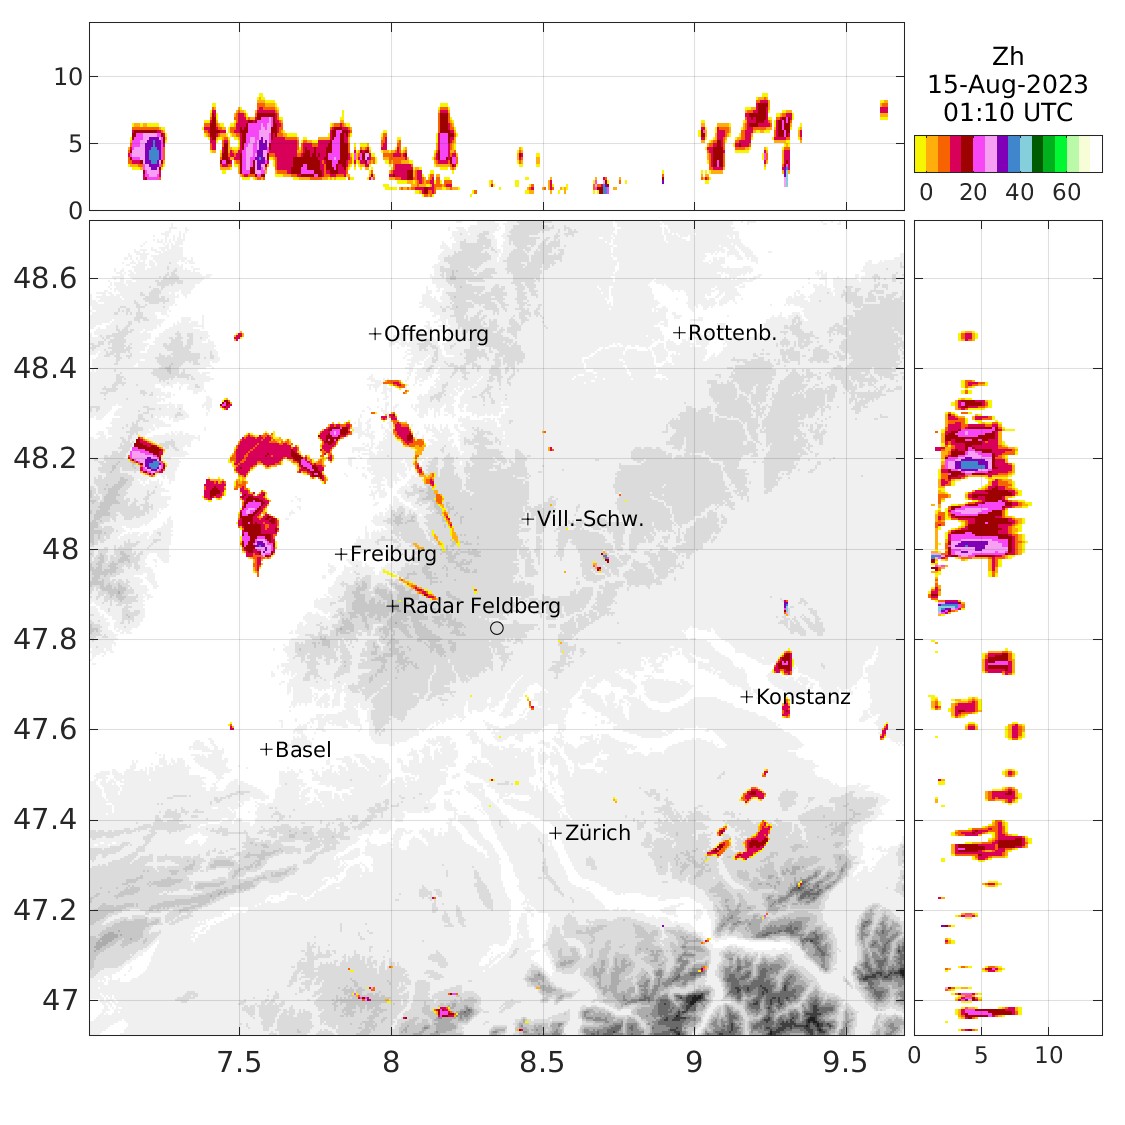 10
5
0
Zh
15-Aug-2023
01:10 UTC
0 20 40 60
48.6
48.4
48.2
48
47.8
47.6
47.4
47.2
47
+Offenburg
+Rottenb.
+Vill.-Schw.
+Freiburg
+Radar Feldberg
+Konstanz
+Basel
+Zürich
7.5 8 8.5 9 9.5
0 5 10